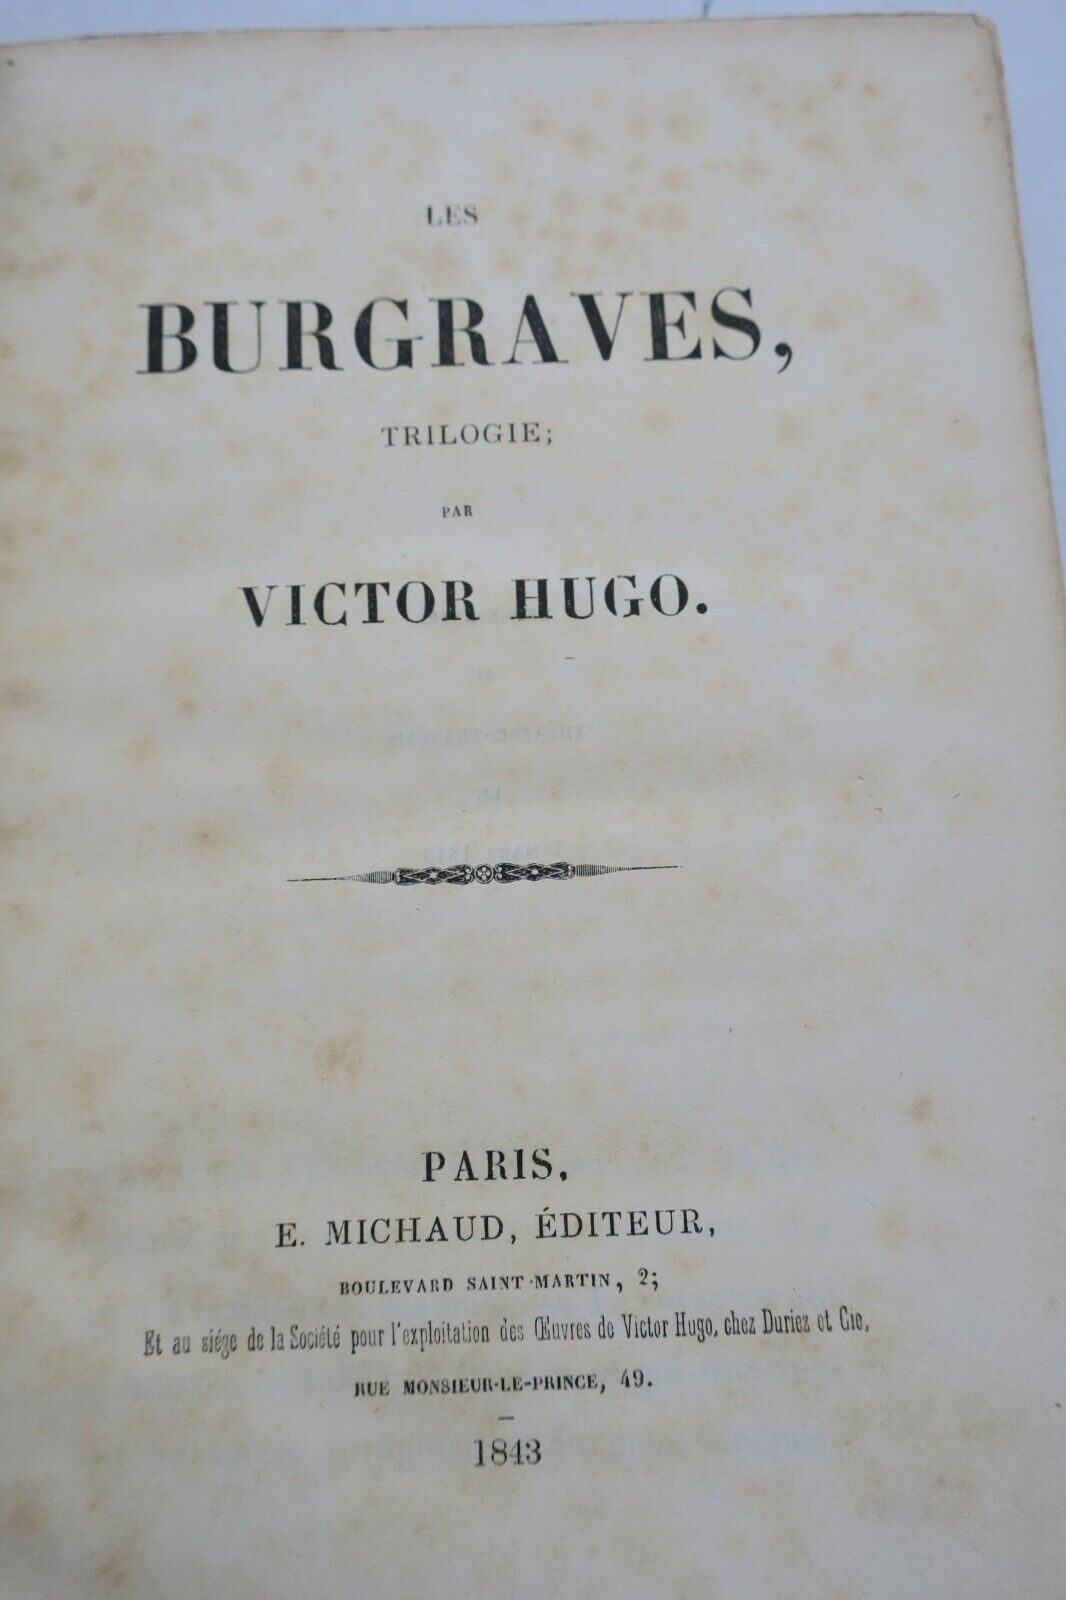 LES
BURGRAVES,
TRILOGIE;
PAR
VICTOR HUGO.
PARIS.
E. MICHAUD, ÉDITEUR,
BOULEVARD SAINT-MARTIN, 2;
Et au siége de la Société pour l'exploitation des Œuvres de Victor Hugo, chez Duriez et Cie,
RUE MONSIEUR-LE-PRINCE, 49.
1843